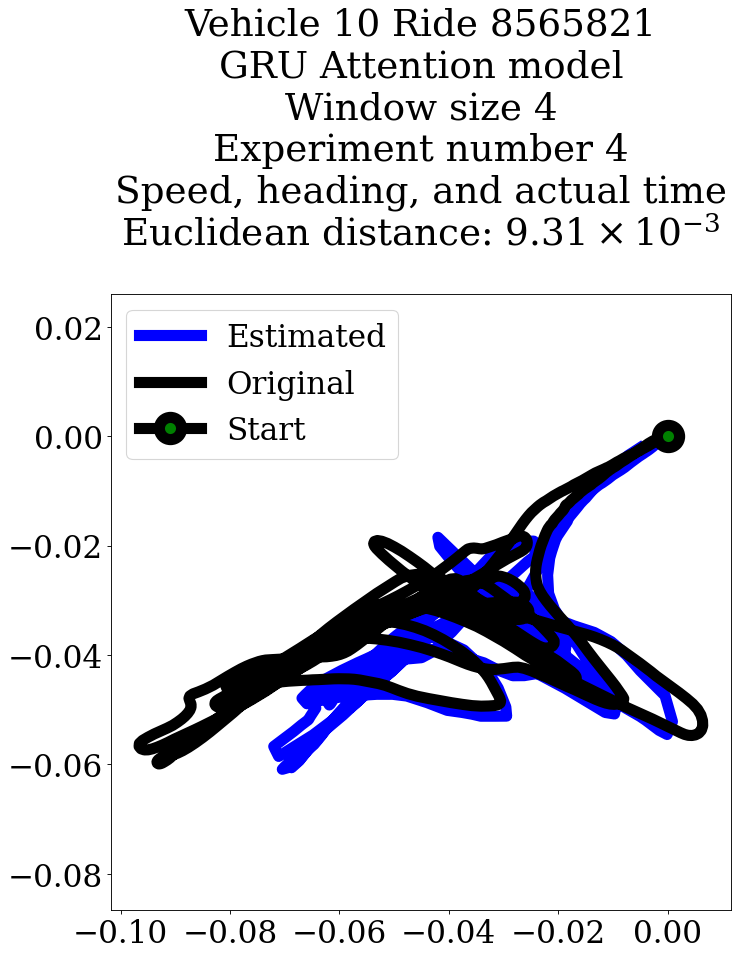 Vehicle 10 Ride 8565821
GRU Attention model
Window size 4
Experiment number 4
Speed, heading, and actual time
Euclidean distance: 9.31 × 10⁻³
Estimated
Original
Start
0.02
0.00
−0.02
−0.04
−0.06
−0.08
−0.10 −0.08 −0.06 −0.04 −0.02 0.00